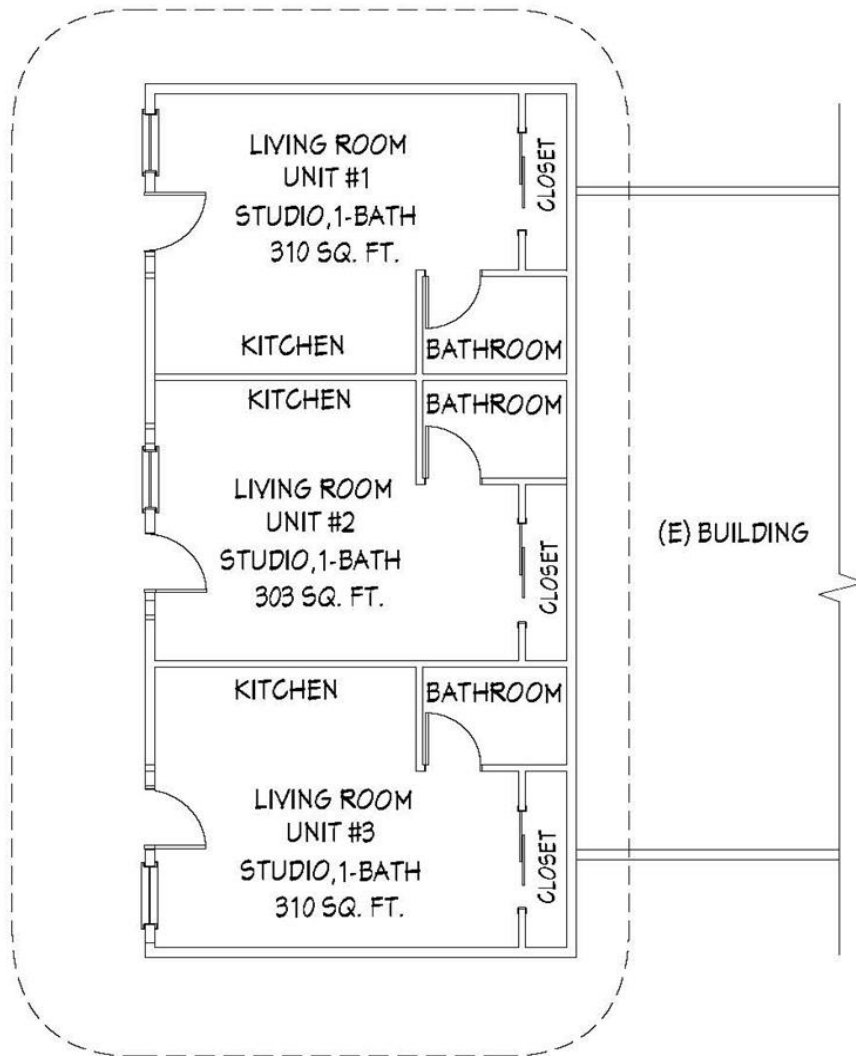 LIVING ROOM
UNIT #1
STUDIO,1-BATH
310 SQ. FT.
CLOSET
KITCHEN
BATHROOM
KITCHEN
BATHROOM
LIVING ROOM
UNIT #2
STUDIO,1-BATH
303 SQ. FT.
CLOSET
(E) BUILDING
KITCHEN
BATHROOM
LIVING ROOM
UNIT #3
STUDIO,1-BATH
310 SQ. FT.
CLOSET